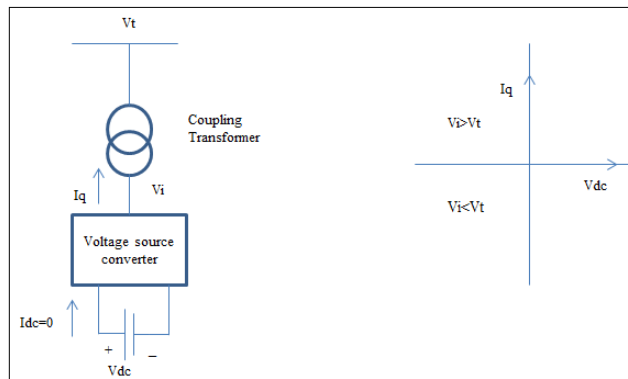 Vt
Coupling
Transformer
Iq
Vi
Voltage source
converter
Idc=0
+
–
Vdc
Iq
Vi>Vt
Vdc
Vi<Vt